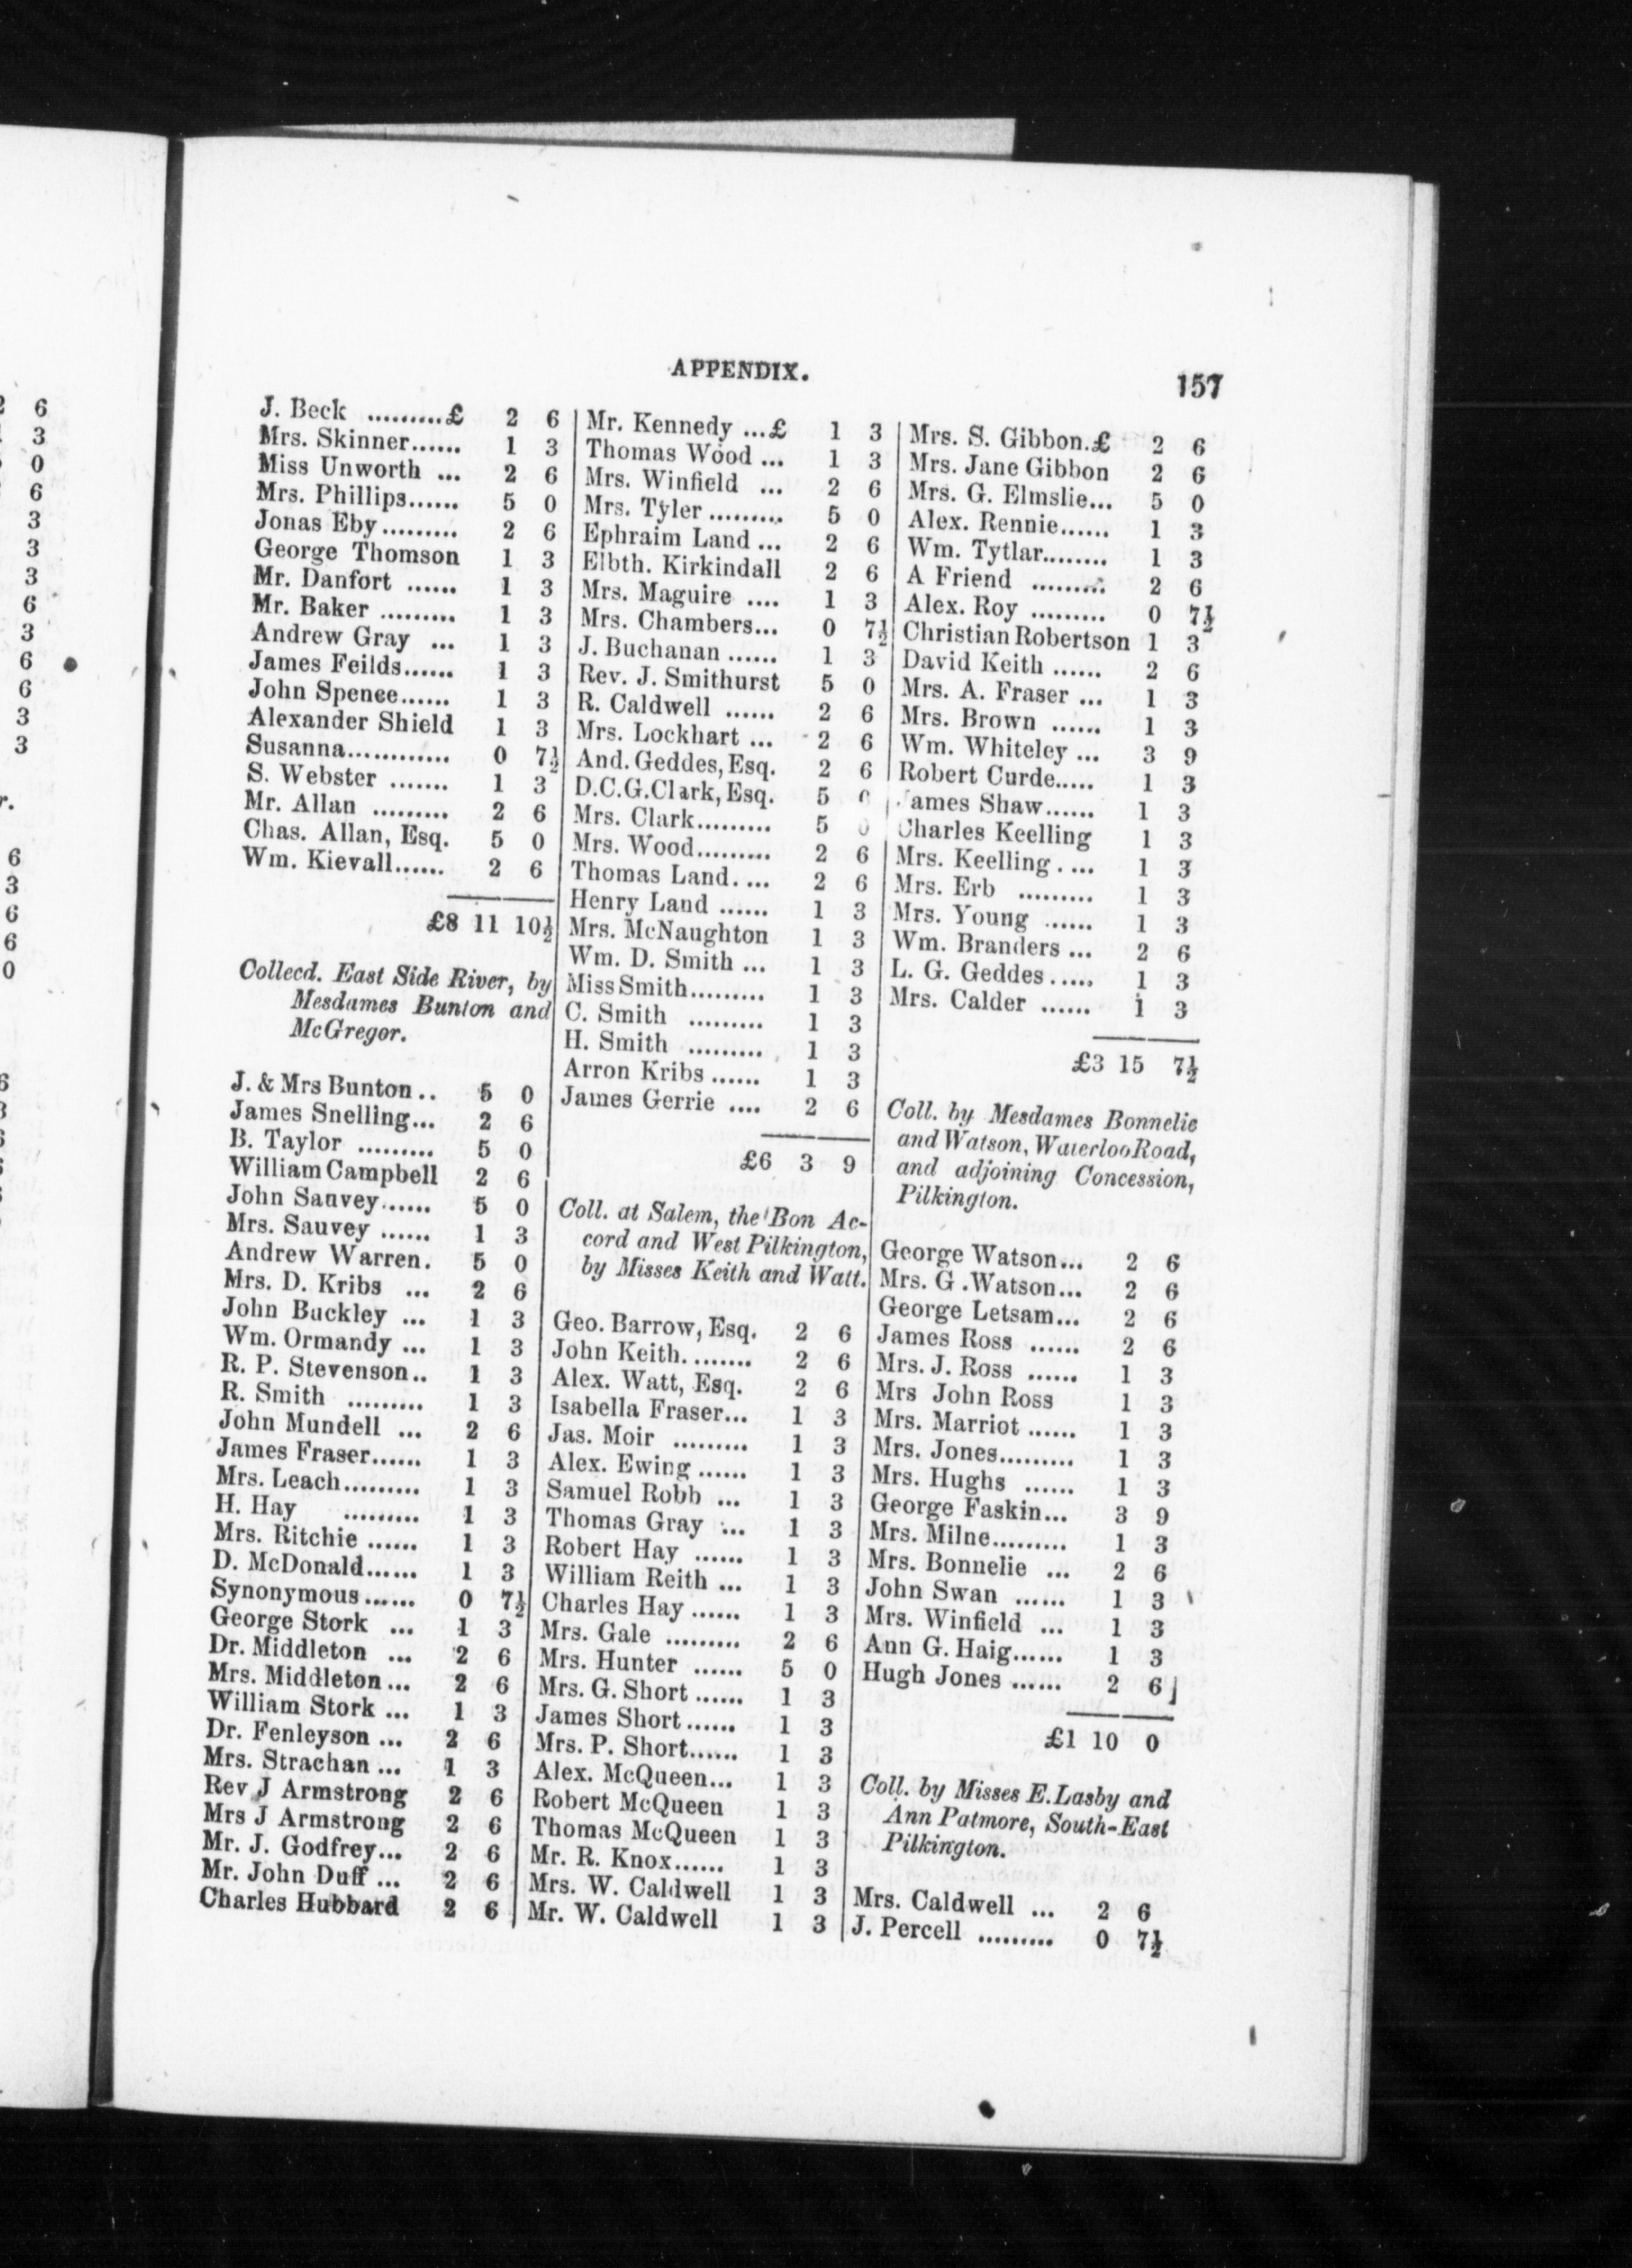 APPENDIX.
157
J. Beck .........£ 2 6
Mrs. Skinner...... 1 3
Miss Unworth ... 2 6
Mrs. Phillips...... 5 0
Jonas Eby......... 2 6
George Thomson 1 3
Mr. Danfort ...... 1 3
Mr. Baker ......... 1 3
Andrew Gray ... 1 3
James Feilds...... 1 3
John Spence...... 1 3
Alexander Shield 1 3
Susanna............ 0 7½
S. Webster ....... 1 3
Mr. Allan ......... 2 6
Chas. Allan, Esq. 5 0
Wm. Kievall...... 2 6
£8 11 10½
Collecd. East Side River, by
Mesdames Bunton and
McGregor.
J. & Mrs Bunton.. 5 0
James Snelling... 2 6
B. Taylor ......... 5 0
William Campbell 2 6
John Sauvey...... 5 0
Mrs. Sauvey ...... 1 3
Andrew Warren. 5 0
Mrs. D. Kribs ... 2 6
John Buckley ... 1 3
Wm. Ormandy ... 1 3
R. P. Stevenson.. 1 3
R. Smith ......... 1 3
John Mundell ... 2 6
James Fraser...... 1 3
Mrs. Leach......... 1 3
H. Hay ......... 1 3
Mrs. Ritchie ...... 1 3
D. McDonald...... 1 3
Synonymous...... 0 7½
George Stork ... 1 3
Dr. Middleton ... 2 6
Mrs. Middleton... 2 6
William Stork ... 1 3
Dr. Fenleyson ... 2 6
Mrs. Strachan ... 1 3
Rev J Armstrong 2 6
Mrs J Armstrong 2 6
Mr. J. Godfrey... 2 6
Mr. John Duff ... 2 6
Charles Hubbard 2 6
Mr. Kennedy ...£ 1 3
Thomas Wood ... 1 3
Mrs. Winfield ... 2 6
Mrs. Tyler ......... 5 0
Ephraim Land ... 2 6
Elbth. Kirkindall 2 6
Mrs. Maguire .... 1 3
Mrs. Chambers... 0 7½
J. Buchanan ...... 1 3
Rev. J. Smithurst 5 0
R. Caldwell ...... 2 6
Mrs. Lockhart ... 2 6
And. Geddes, Esq. 2 6
D.C.G.Clark, Esq. 5 0
Mrs. Clark......... 5 0
Mrs. Wood......... 2 6
Thomas Land.... 2 6
Henry Land ...... 1 3
Mrs. McNaughton 1 3
Wm. D. Smith ... 1 3
Miss Smith......... 1 3
C. Smith ......... 1 3
H. Smith ......... 1 3
Arron Kribs ...... 1 3
James Gerrie .... 2 6
£6 3 9
Coll. at Salem, the Bon Ac-
cord and West Pilkington,
by Misses Keith and Watt.
Geo. Barrow, Esq. 2 6
John Keith........ 2 6
Alex. Watt, Esq. 2 6
Isabella Fraser... 1 3
Jas. Moir ......... 1 3
Alex. Ewing ...... 1 3
Samuel Robb ... 1 3
Thomas Gray ... 1 3
Robert Hay ...... 1 3
William Reith ... 1 3
Charles Hay ...... 1 3
Mrs. Gale ......... 2 6
Mrs. Hunter ...... 5 0
Mrs. G. Short ...... 1 3
James Short ...... 1 3
Mrs. P. Short...... 1 3
Alex. McQueen... 1 3
Robert McQueen 1 3
Thomas McQueen 1 3
Mr. R. Knox...... 1 3
Mrs. W. Caldwell 1 3
Mr. W. Caldwell 1 3
Mrs. S. Gibbon.£ 2 6
Mrs. Jane Gibbon 2 6
Mrs. G. Elmslie... 5 0
Alex. Rennie...... 1 3
Wm. Tytlar......... 1 3
A Friend ......... 2 6
Alex. Roy ......... 0 7½
Christian Robertson 1 3
David Keith ...... 2 6
Mrs. A. Fraser ... 1 3
Mrs. Brown ...... 1 3
Wm. Whiteley ... 3 9
Robert Curde..... 1 3
James Shaw...... 1 3
Charles Keelling 1 3
Mrs. Keelling.... 1 3
Mrs. Erb ......... 1 3
Mrs. Young ...... 1 3
Wm. Branders ... 2 6
L. G. Geddes...... 1 3
Mrs. Calder ...... 1 3
£3 15 7½
Coll. by Mesdames Bonnelie
and Watson, Waterloo Road,
and adjoining Concession,
Pilkington.
George Watson... 2 6
Mrs. G .Watson... 2 6
George Letsam... 2 6
James Ross ...... 2 6
Mrs. J. Ross ...... 1 3
Mrs John Ross 1 3
Mrs. Marriot ...... 1 3
Mrs. Jones......... 1 3
Mrs. Hughs ...... 1 3
George Faskin... 3 9
Mrs. Milne......... 1 3
Mrs. Bonnelie ... 2 6
John Swan ...... 1 3
Mrs. Winfield ... 1 3
Ann G. Haig...... 1 3
Hugh Jones ...... 2 6
£1 10 0
Coll. by Misses E. Lasby and
Ann Patmore, South-East
Pilkington.
Mrs. Caldwell ... 2 6
J. Percell ......... 0 7½